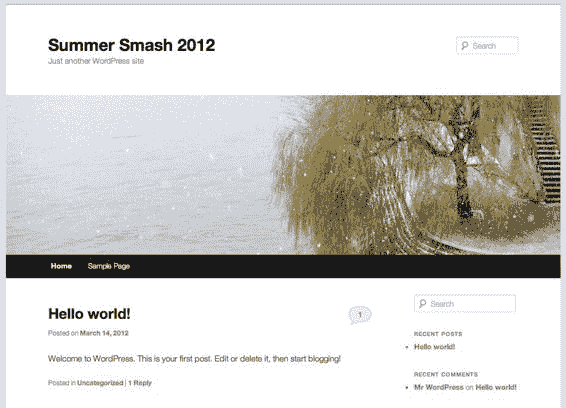 Summer Smash 2012
Just another WordPress site
Search
Home Sample Page
Hello world!
1
Posted on March 14, 2012
Welcome to WordPress. This is your first post. Edit or delete it, then start blogging!
Posted in Uncategorized | 1 Reply
Search
RECENT POSTS
Hello world!
RECENT COMMENTS
Mr WordPress on Hello world!